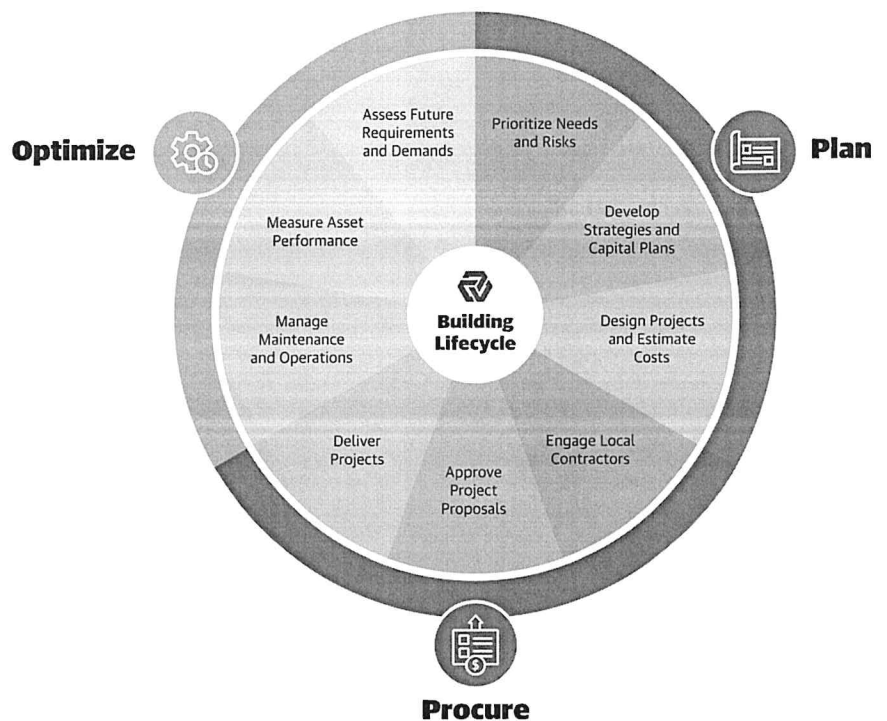 Optimize
Plan
Procure
Building
Lifecycle
Prioritize Needs
and Risks
Develop
Strategies and
Capital Plans
Design Projects
and Estimate
Costs
Engage Local
Contractors
Approve
Project
Proposals
Deliver
Projects
Manage
Maintenance
and Operations
Measure Asset
Performance
Assess Future
Requirements
and Demands
$